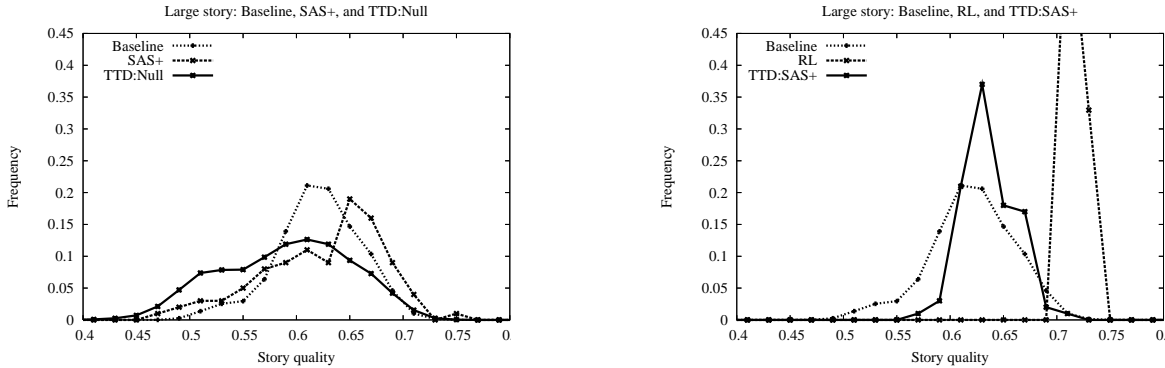 Large story: Baseline, SAS+, and TTD:Null
0.45
0.4
0.35
0.3
0.25
0.2
0.15
0.1
0.05
0
Frequency
Baseline
SAS+
TTD:Null
0.4 0.45 0.5 0.55 0.6 0.65 0.7 0.75 0.
Story quality
Large story: Baseline, RL, and TTD:SAS+
0.45
0.4
0.35
0.3
0.25
0.2
0.15
0.1
0.05
0
Frequency
Baseline
RL
TTD:SAS+
0.4 0.45 0.5 0.55 0.6 0.65 0.7 0.75 0.
Story quality